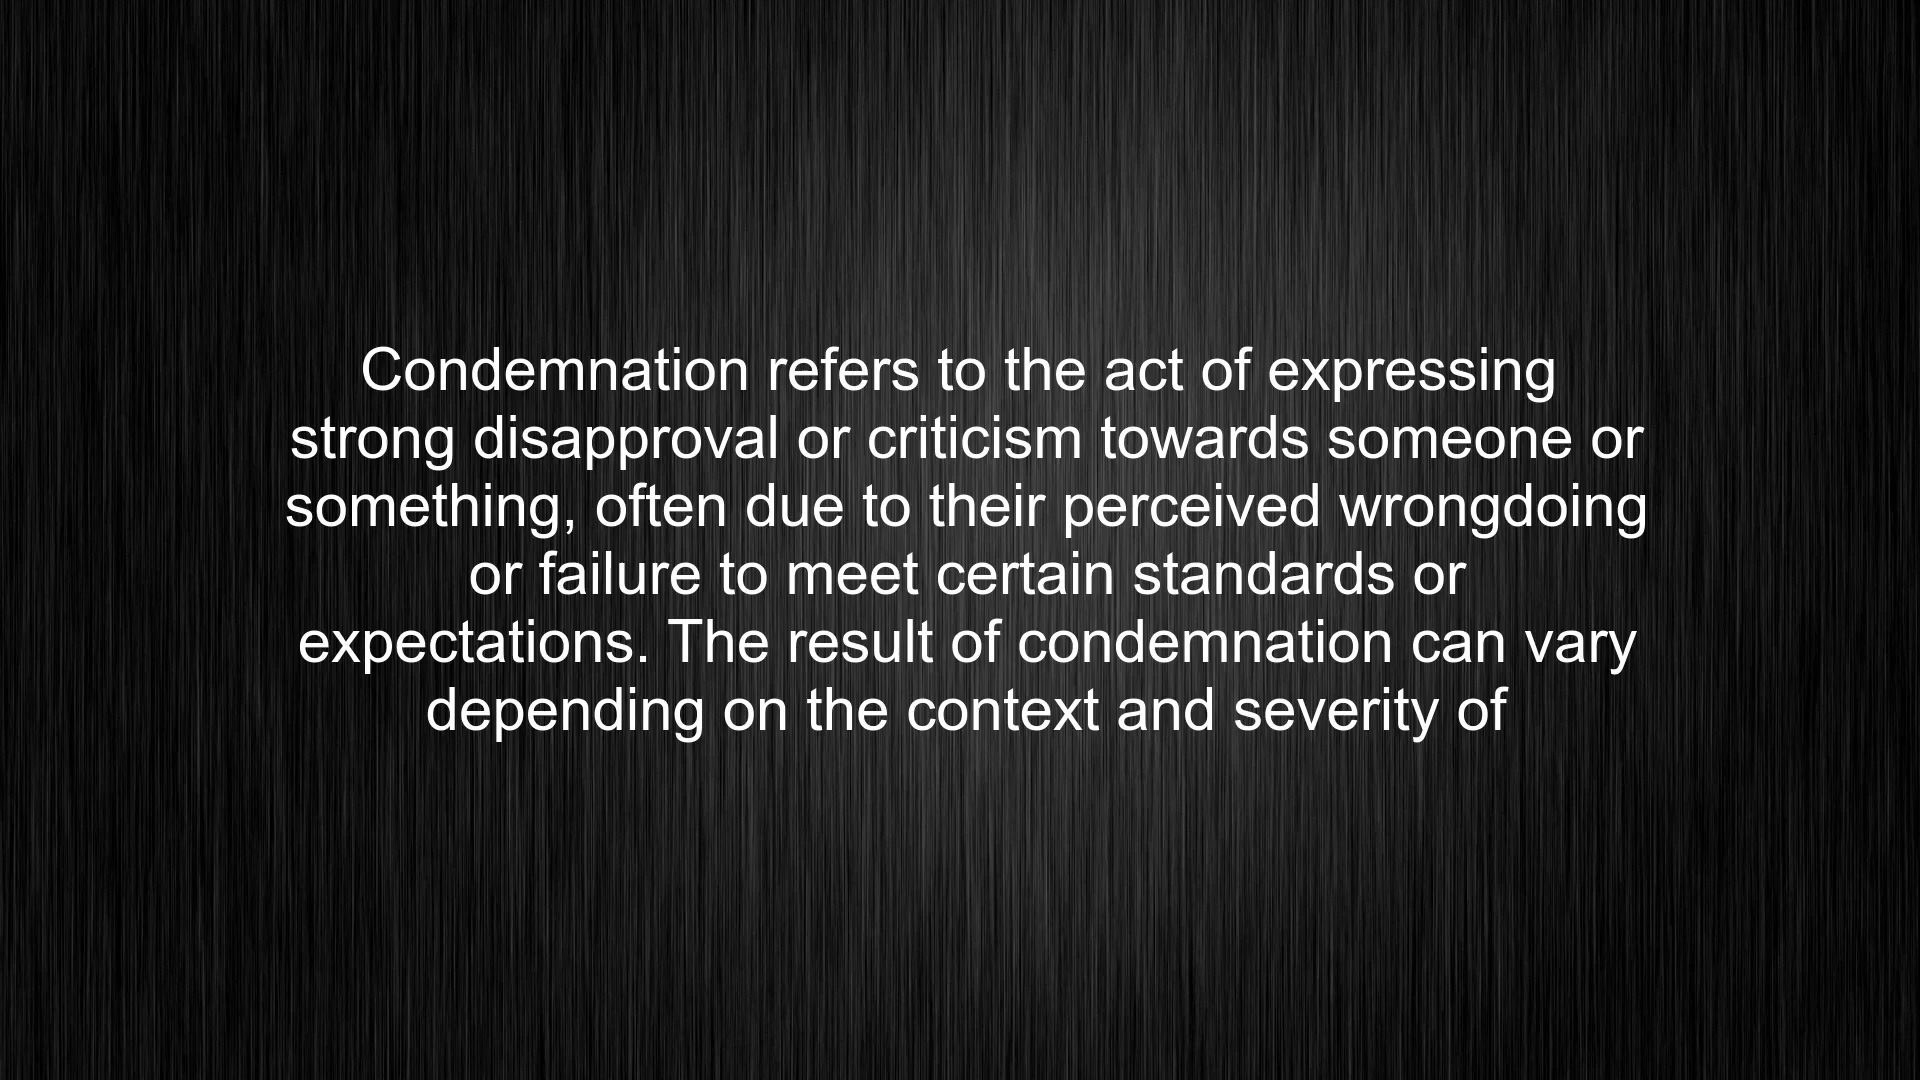 Condemnation refers to the act of expressing
strong disapproval or criticism towards someone or
something, often due to their perceived wrongdoing
or failure to meet certain standards or
expectations. The result of condemnation can vary
depending on the context and severity of